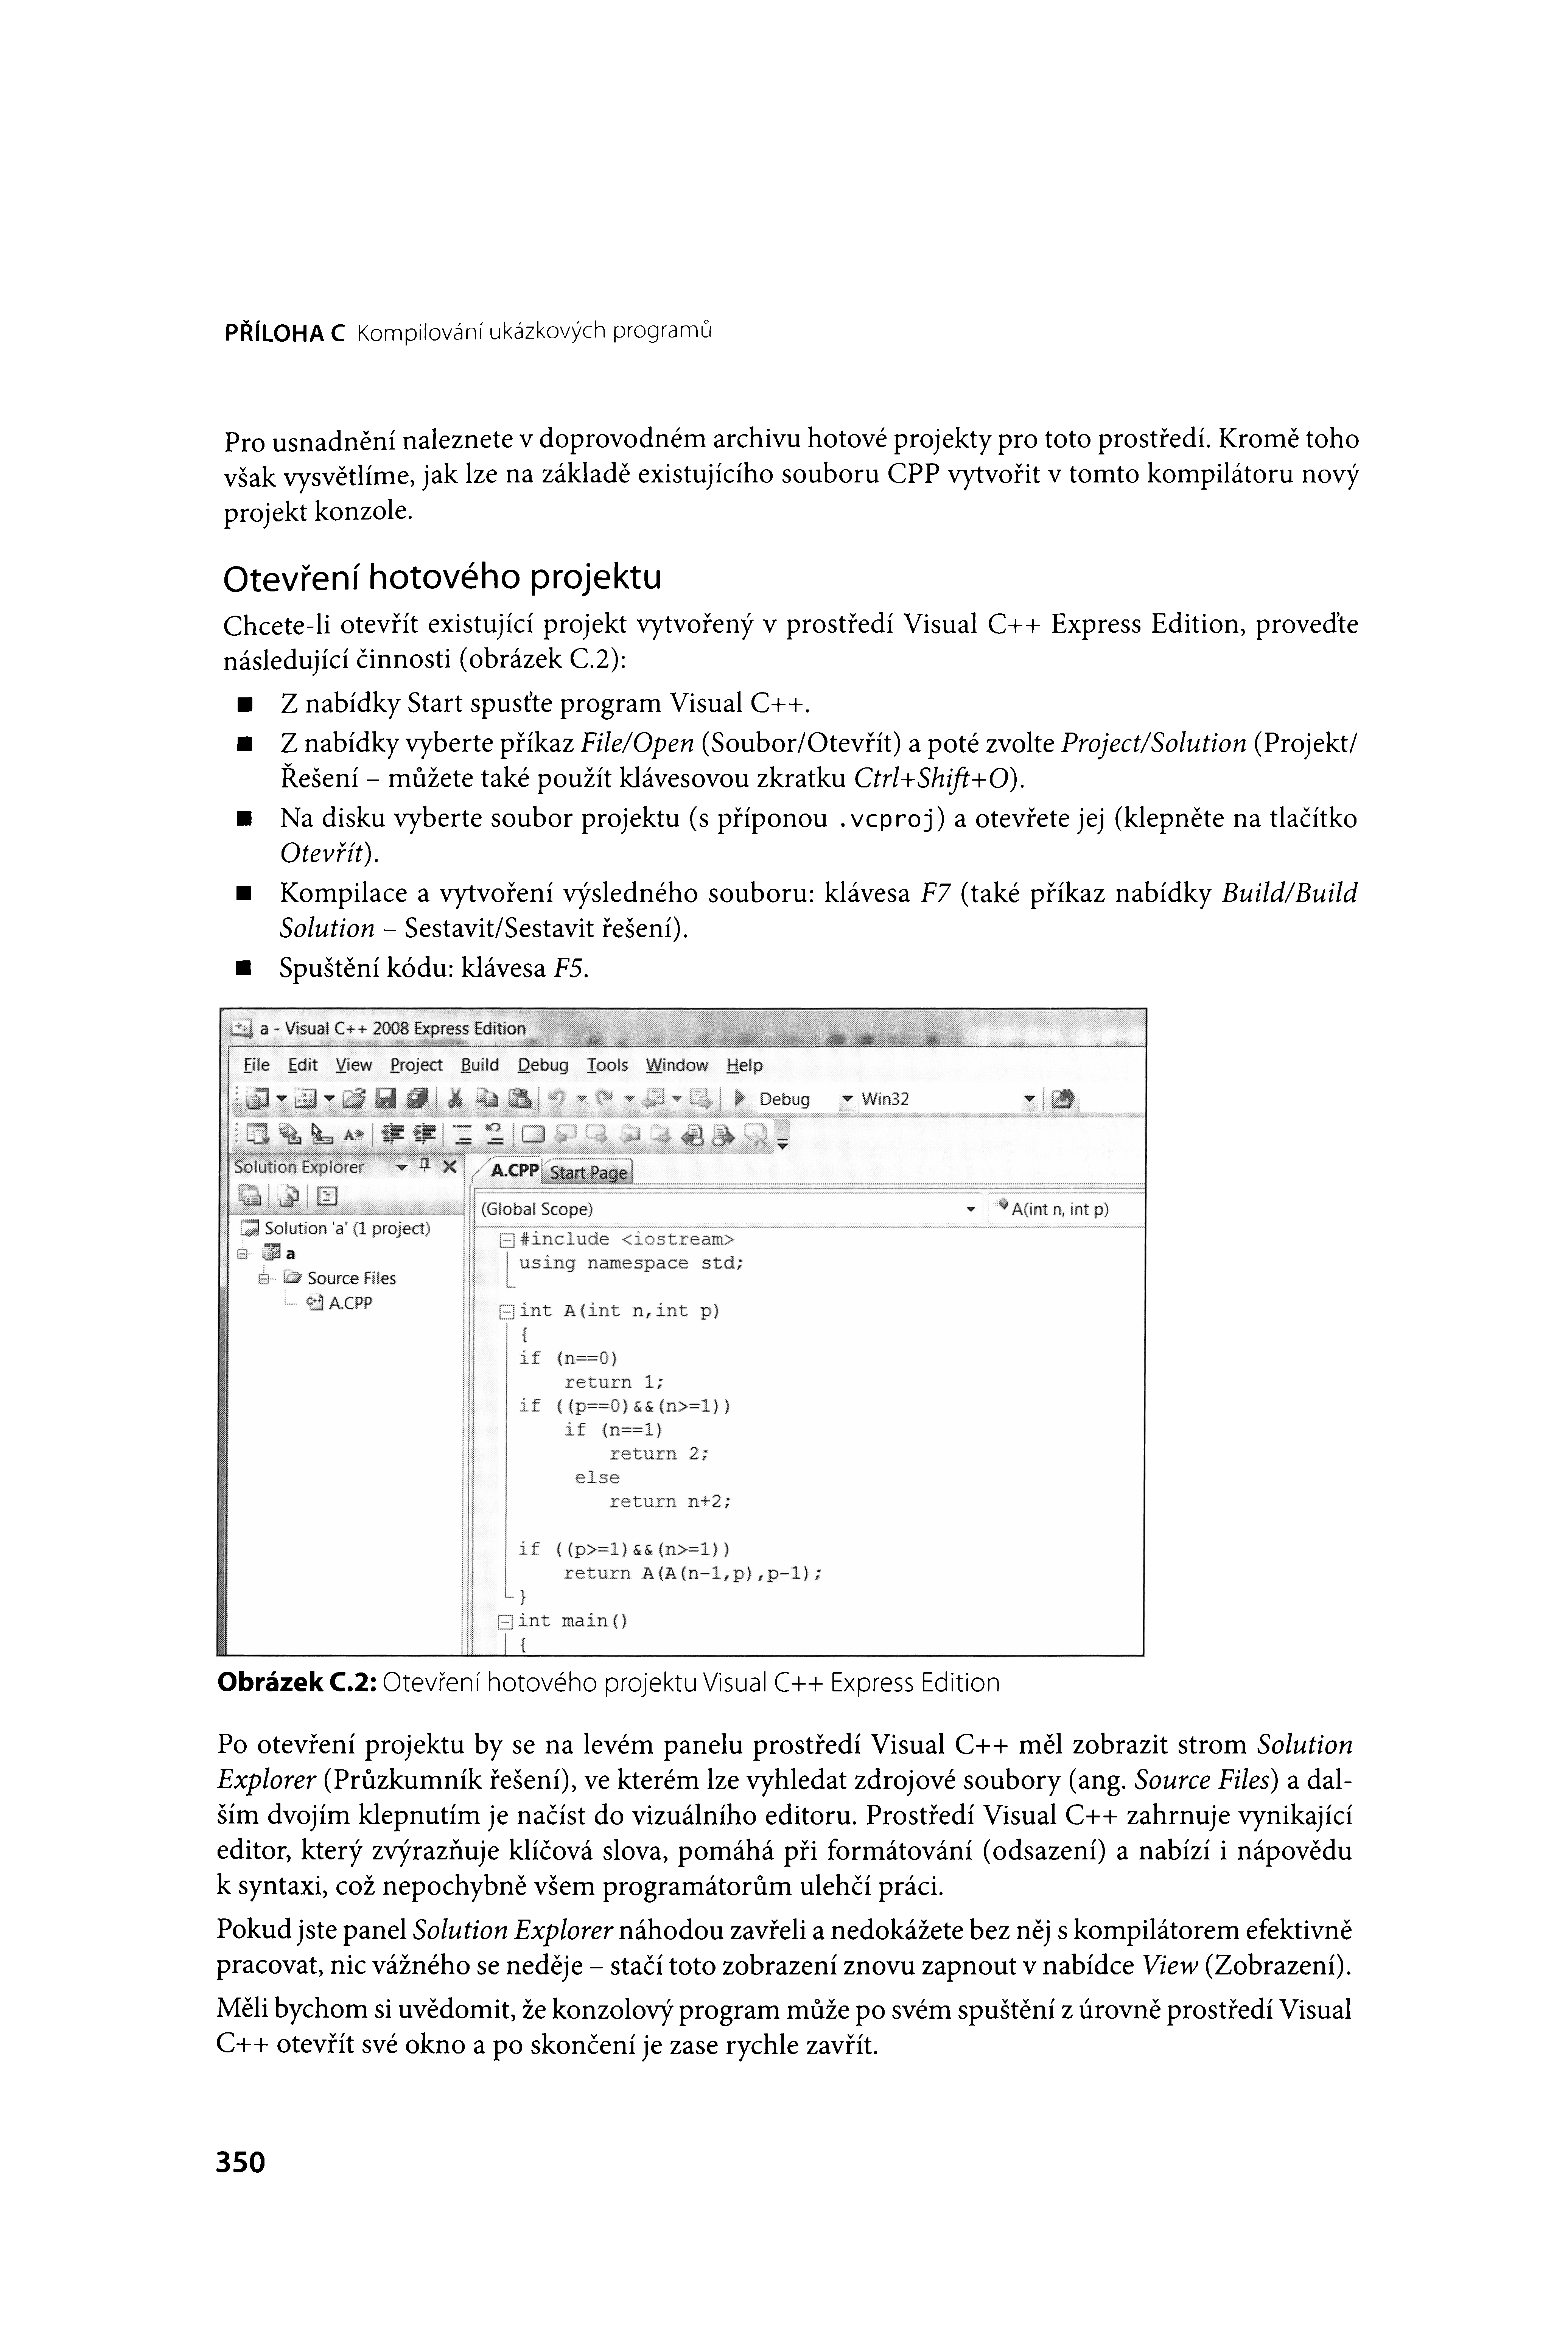 PŘÍLOHA C Kompilování ukázkových programů
Pro usnadnění naleznete v doprovodném archivu hotové projekty pro toto prostředí. Kromě toho
však vysvětlíme, jak lze na základě existujícího souboru CPP vytvořit v tomto kompilátoru nový
projekt konzole.
Otevření hotového projektu
Chcete-li otevřít existující projekt vytvořený v prostředí Visual C++ Express Edition, proveďte
následující činnosti (obrázek C.2):
■ Z nabídky Start spusťte program Visual C++.
■ Z nabídky vyberte příkaz File/Open (Soubor/Otevřít) a poté zvolte Project/Solution (Projekt/
Řešení – můžete také použít klávesovou zkratku Ctrl+Shift+O).
■ Na disku vyberte soubor projektu (s příponou .vcproj) a otevřete jej (klepněte na tlačítko
Otevřít).
■ Kompilace a vytvoření výsledného souboru: klávesa F7 (také příkaz nabídky Build/Build
Solution – Sestavit/Sestavit řešení).
■ Spuštění kódu: klávesa F5.
a - Visual C++ 2008 Express Edition
File Edit View Project Build Debug Tools Window Help
Debug Win32
Solution Explorer
A.CPP Start Page
(Global Scope) A(int n, int p)
Solution 'a' (1 project)
a
Source Files
A.CPP
#include <iostream>
using namespace std;
int A(int n,int p)
{
if (n==0)
return 1;
if ((p==0)&&(n>=1))
if (n==1)
return 2;
else
return n+2;
if ((p>=1)&&(n>=1))
return A(A(n-1,p),p-1);
}
int main()
{
Obrázek C.2: Otevření hotového projektu Visual C++ Express Edition
Po otevření projektu by se na levém panelu prostředí Visual C++ měl zobrazit strom Solution
Explorer (Průzkumník řešení), ve kterém lze vyhledat zdrojové soubory (ang. Source Files) a dal-
ším dvojím klepnutím je načíst do vizuálního editoru. Prostředí Visual C++ zahrnuje vynikající
editor, který zvýrazňuje klíčová slova, pomáhá při formátování (odsazení) a nabízí i nápovědu
k syntaxi, což nepochybně všem programátorům ulehčí práci.
Pokud jste panel Solution Explorer náhodou zavřeli a nedokážete bez něj s kompilátorem efektivně
pracovat, nic vážného se neděje – stačí toto zobrazení znovu zapnout v nabídce View (Zobrazení).
Měli bychom si uvědomit, že konzolový program může po svém spuštění z úrovně prostředí Visual
C++ otevřít své okno a po skončení je zase rychle zavřít.
350